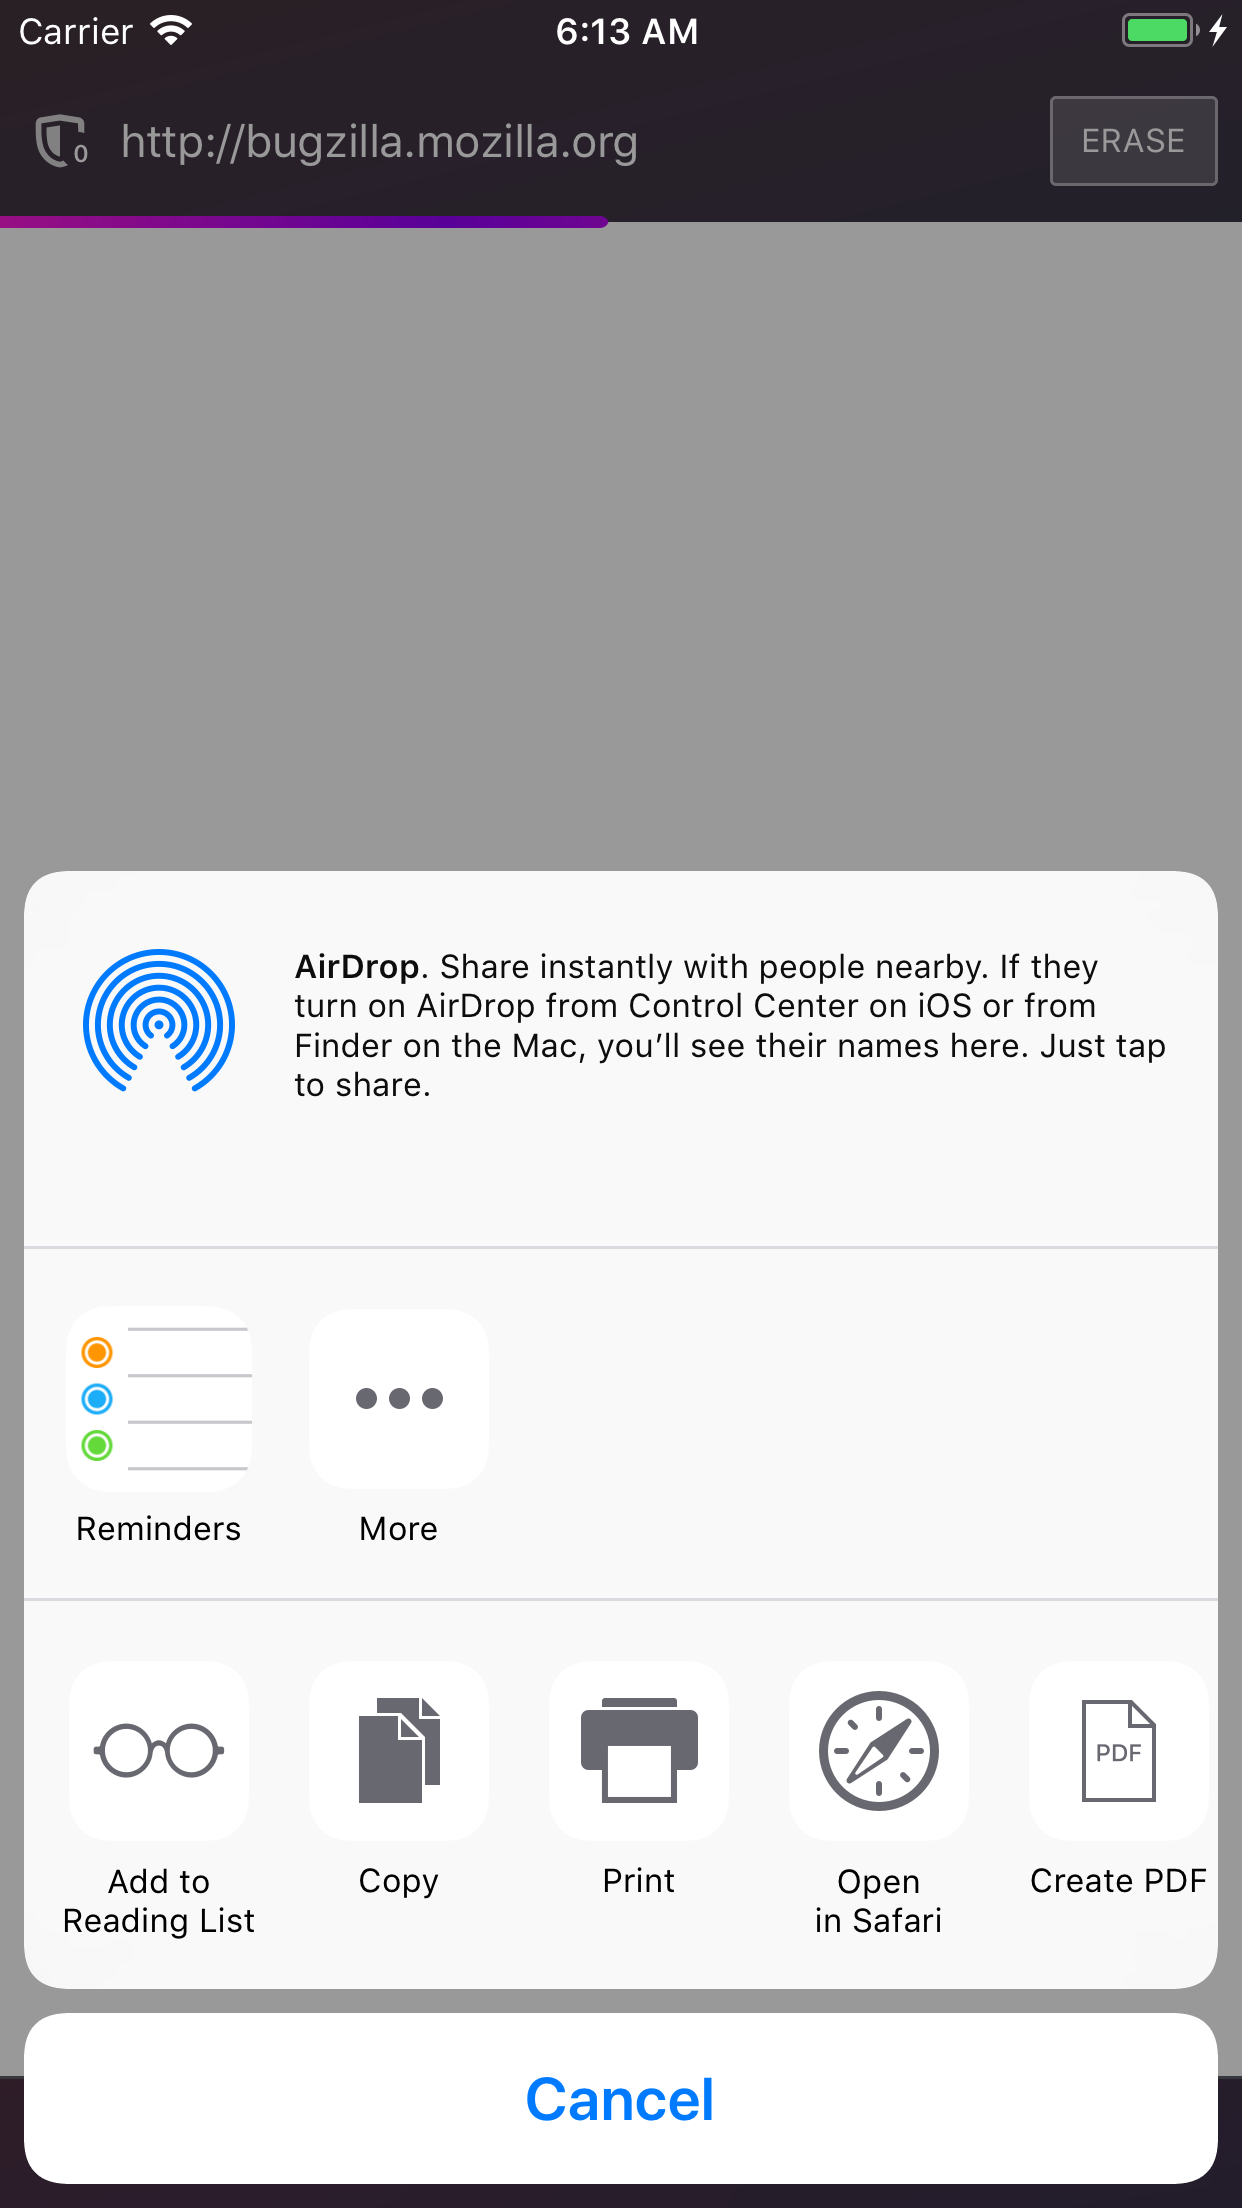 Carrier 6:13 AM
0 http://bugzilla.mozilla.org ERASE
AirDrop. Share instantly with people nearby. If they
turn on AirDrop from Control Center on iOS or from
Finder on the Mac, you’ll see their names here. Just tap
to share.
Reminders More
PDF
Add to
Reading List
Copy
Print
Open
in Safari
Create PDF
Cancel